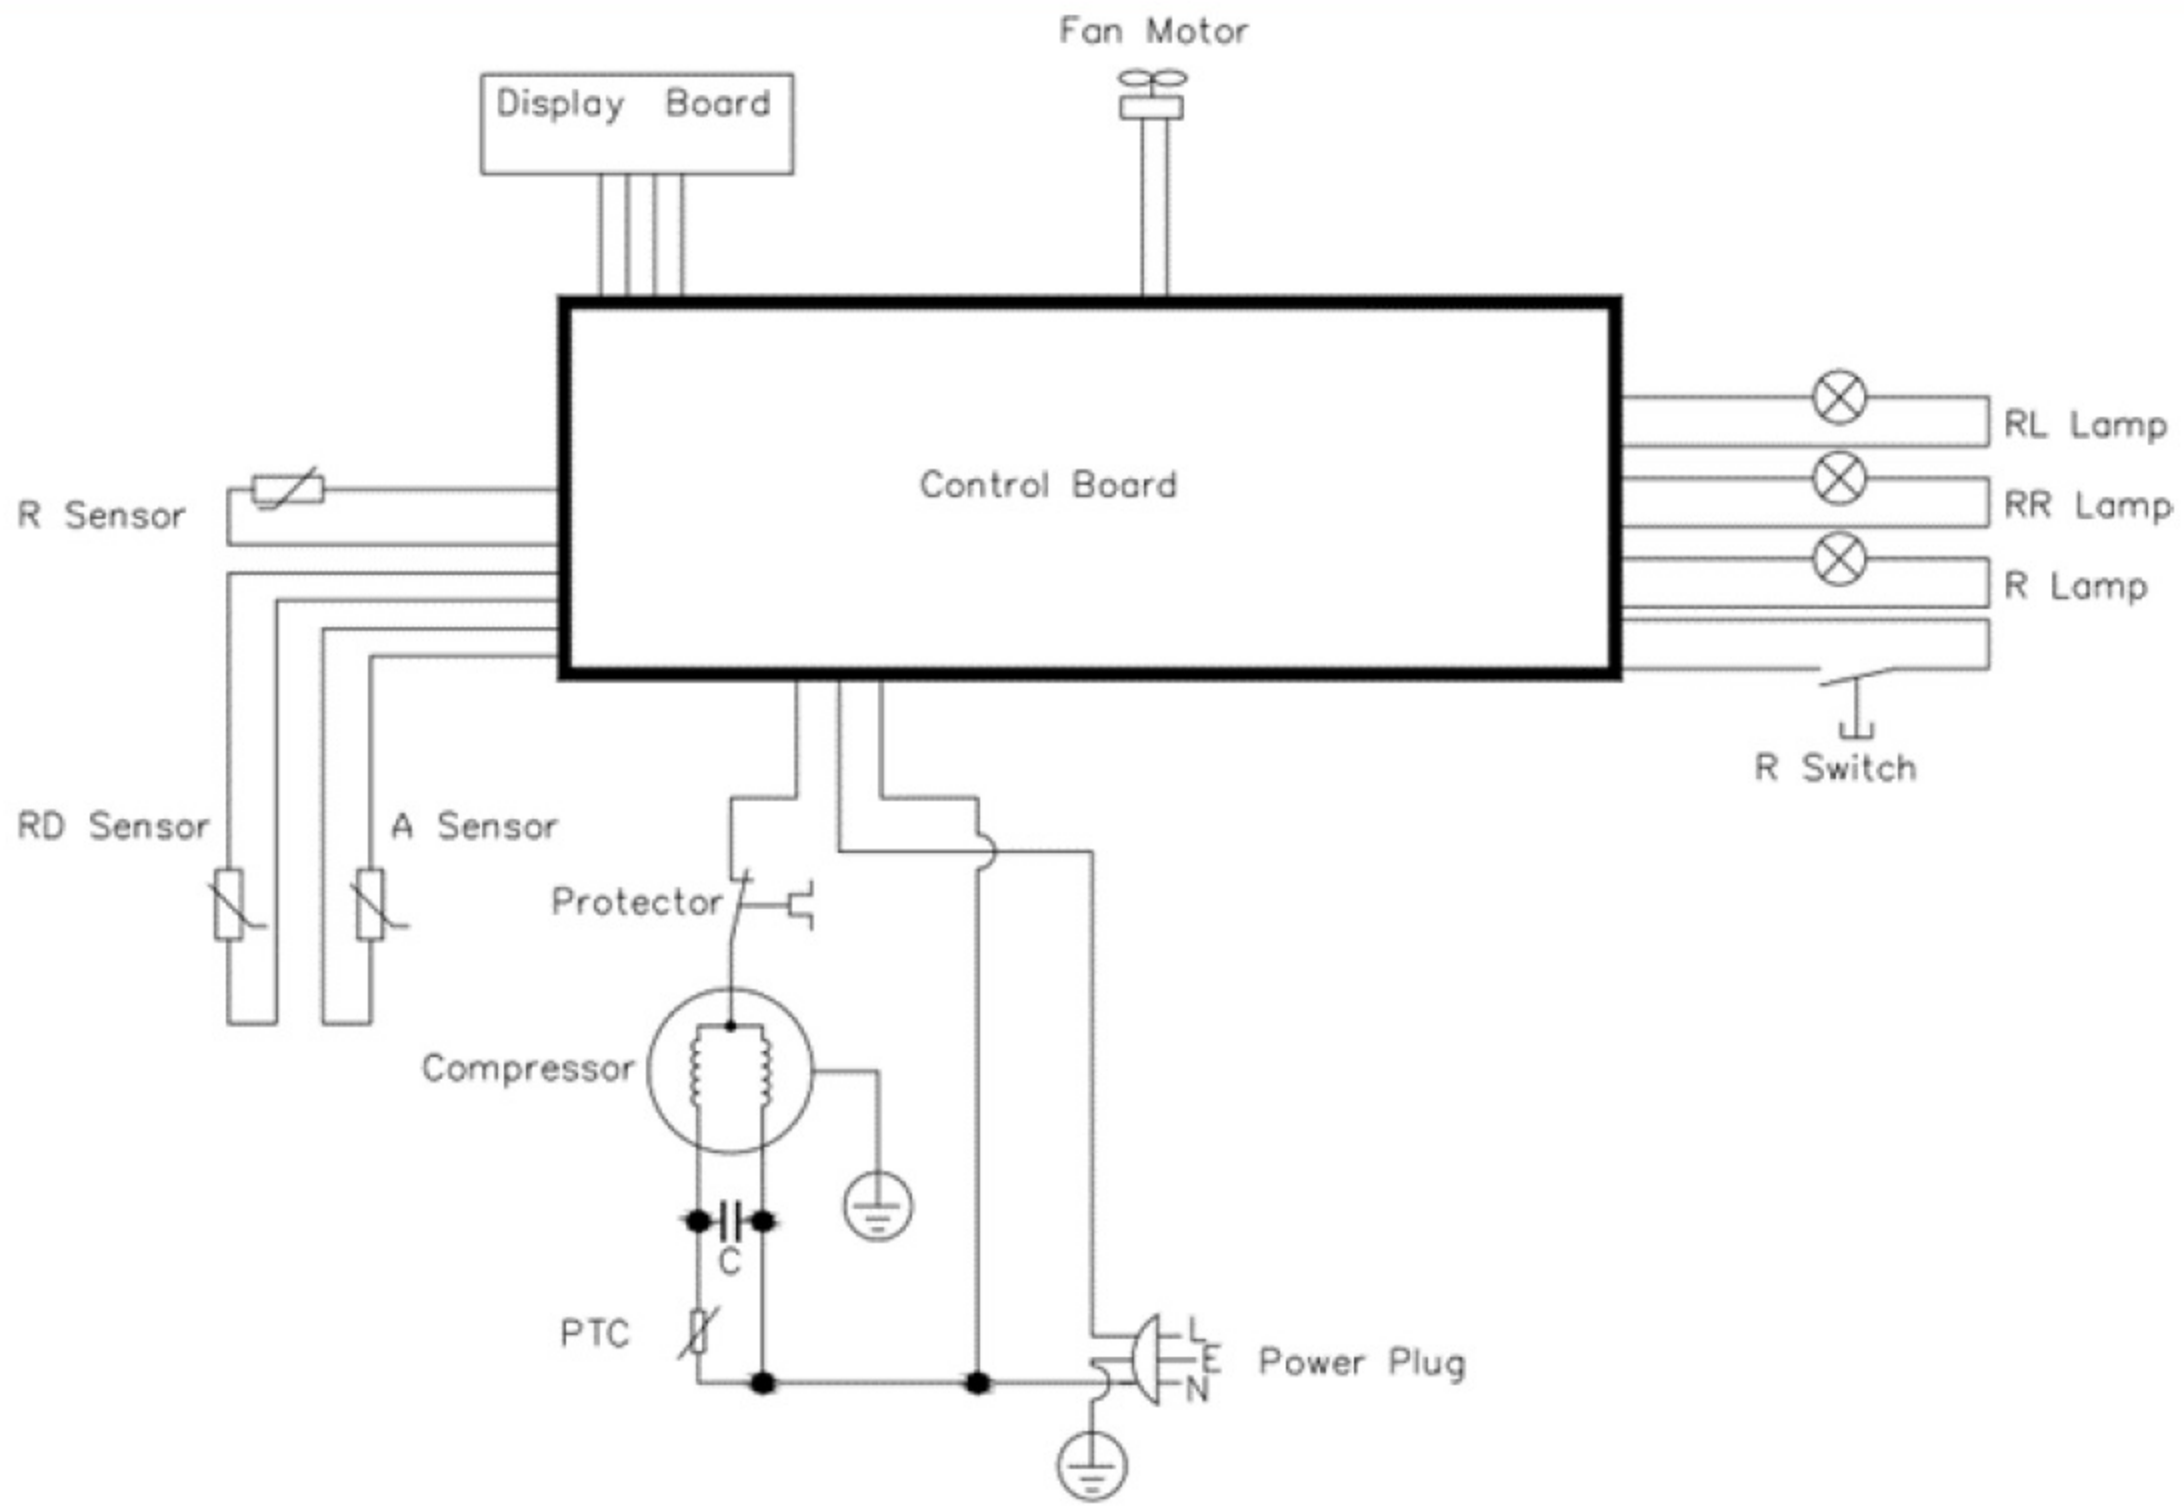 Fan Motor
Display Board
Control Board
RL Lamp
RR Lamp
R Lamp
R Sensor
R Switch
RD Sensor
A Sensor
Protector
Compressor
C
PTC
L
E
N
Power Plug